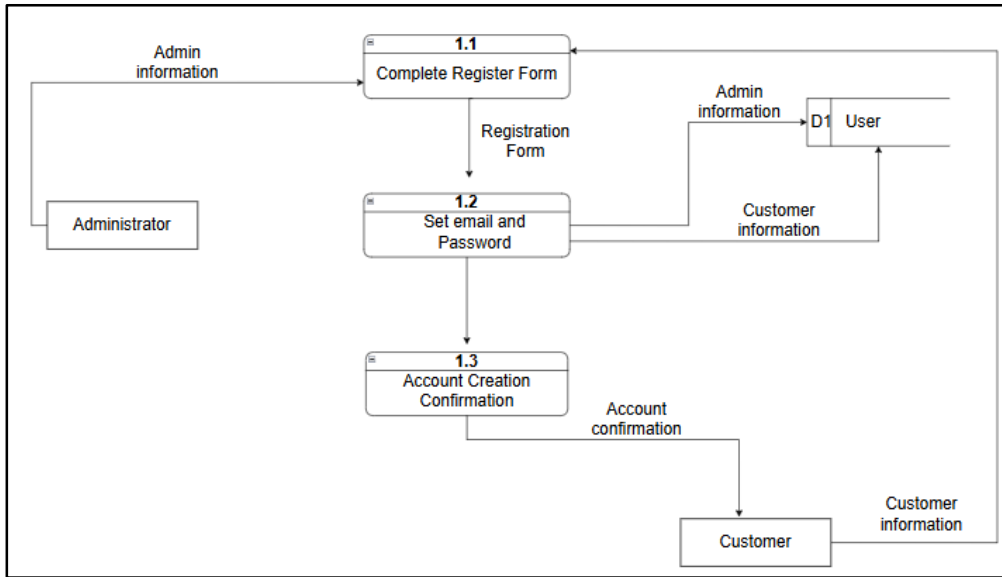 1.1
Complete Register Form
Admin
information
Registration
Form
Admin
information
D1 User
1.2
Set email and
Password
Administrator
Customer
information
1.3
Account Creation
Confirmation
Account
confirmation
Customer
information
Customer